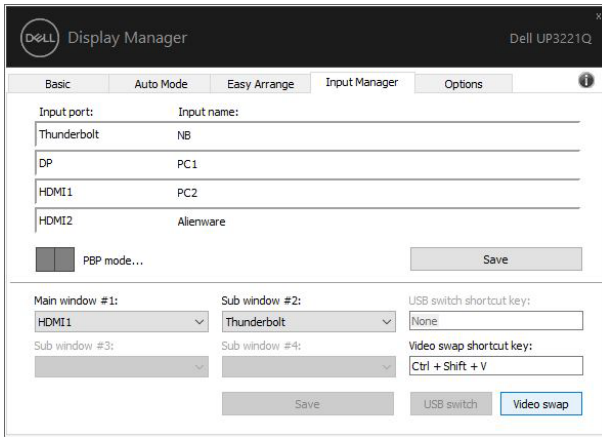 x
DELL Display Manager Dell UP3221Q
Basic Auto Mode Easy Arrange Input Manager Options i
Input port: Input name:
Thunderbolt NB
DP PC1
HDMI1 PC2
HDMI2 Alienware
PBP mode... Save
Main window #1: Sub window #2: USB switch shortcut key:
HDMI1 Thunderbolt None
Sub window #3: Sub window #4: Video swap shortcut key:
Ctrl + Shift + V
Save USB switch Video swap